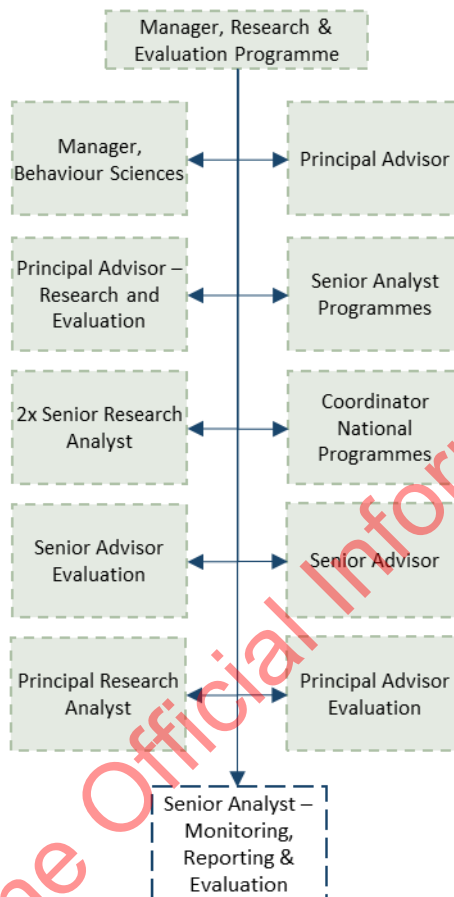 Manager, Research &
Evaluation Programme
Manager,
Behaviour Sciences
Principal Advisor
Principal Advisor –
Research and
Evaluation
Senior Analyst
Programmes
2x Senior Research
Analyst
Coordinator
National
Programmes
Senior Advisor
Evaluation
Senior Advisor
Principal Research
Analyst
Principal Advisor
Evaluation
Senior Analyst –
Monitoring,
Reporting &
Evaluation
he Official Infor